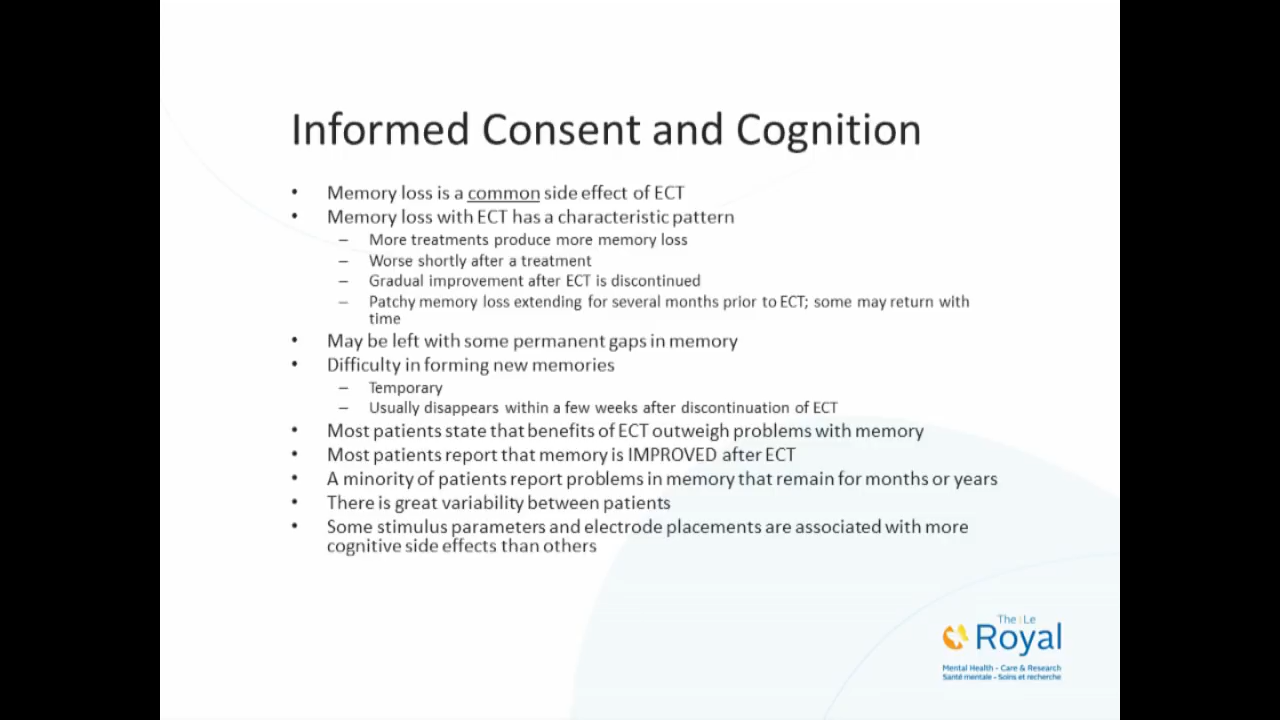 Informed Consent and Cognition
• Memory loss is a common side effect of ECT
• Memory loss with ECT has a characteristic pattern
– More treatments produce more memory loss
– Worse shortly after a treatment
– Gradual improvement after ECT is discontinued
– Patchy memory loss extending for several months prior to ECT; some may return with
time
• May be left with some permanent gaps in memory
• Difficulty in forming new memories
– Temporary
– Usually disappears within a few weeks after discontinuation of ECT
• Most patients state that benefits of ECT outweigh problems with memory
• Most patients report that memory is IMPROVED after ECT
• A minority of patients report problems in memory that remain for months or years
• There is great variability between patients
• Some stimulus parameters and electrode placements are associated with more
cognitive side effects than others
The | Le
Royal
Mental Health - Care & Research
Santé mentale - Soins et recherche